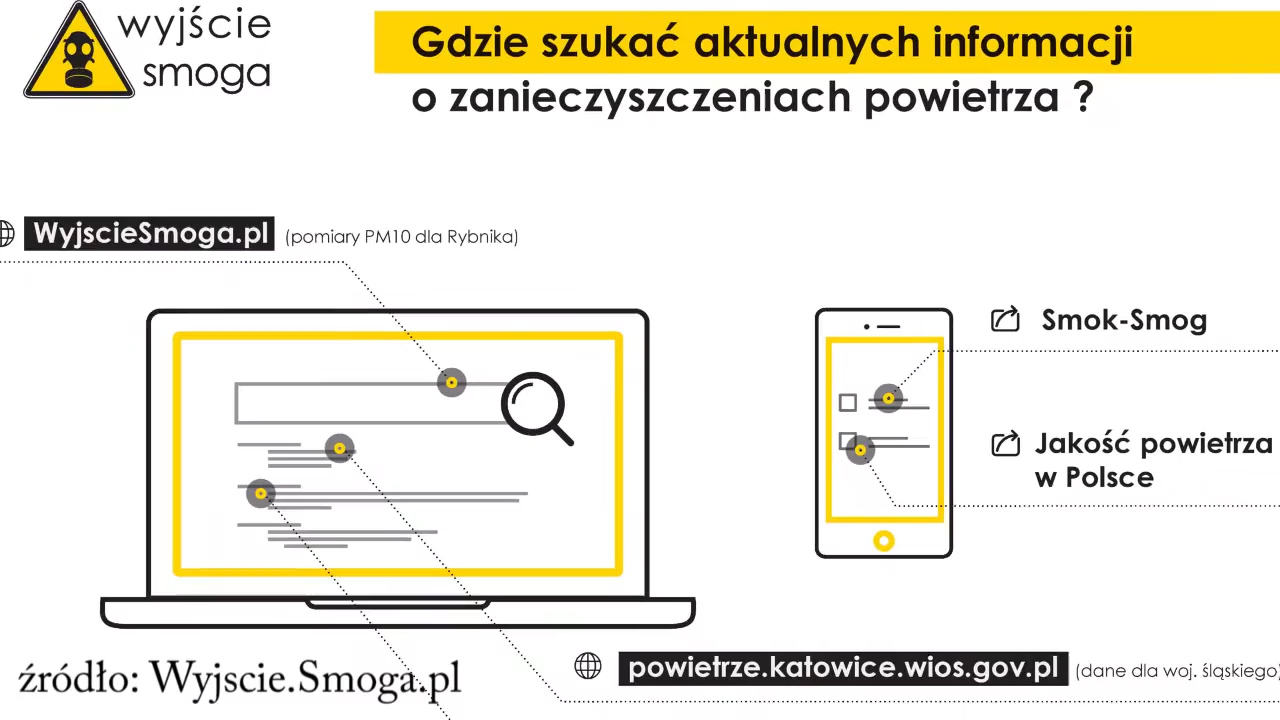 wyjście
smoga
Gdzie szukać aktualnych informacji
o zanieczyszczeniach powietrza ?
WyjscieSmoga.pl (pomiary PM10 dla Rybnika)
Smok-Smog
Jakość powietrza
w Polsce
powietrze.katowice.wios.gov.pl (dane dla woj. śląskiego)
źródło: Wyjscie.Smoga.pl